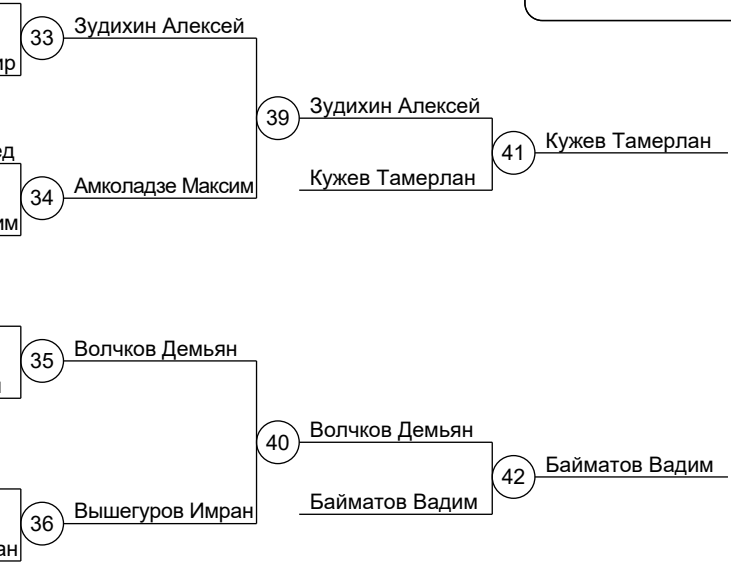 33
Зудихин Алексей
39
Зудихин Алексей
41
Кужев Тамерлан
Кужев Тамерлан
34
Амколадзе Максим
35
Волчков Демьян
40
Волчков Демьян
42
Байматов Вадим
Байматов Вадим
36
Вышегуров Имран